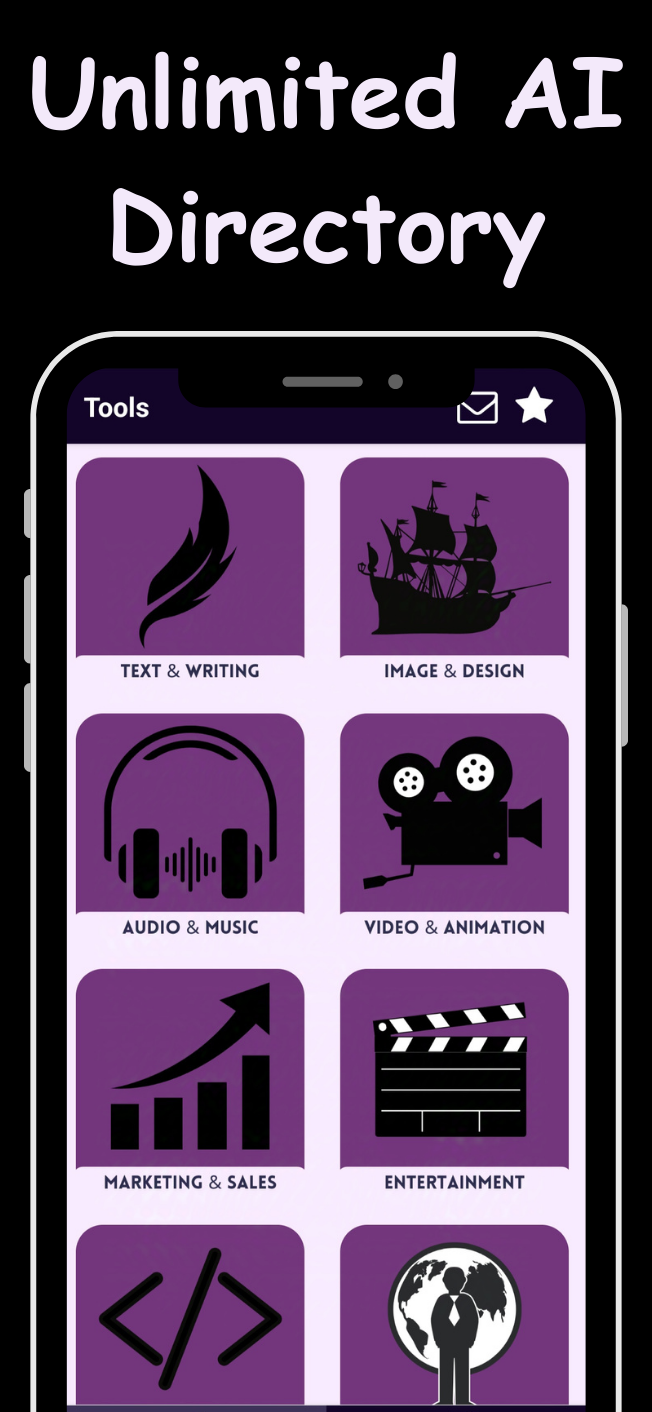 Unlimited AI
Directory
Tools
TEXT & WRITING
IMAGE & DESIGN
AUDIO & MUSIC
VIDEO & ANIMATION
MARKETING & SALES
ENTERTAINMENT